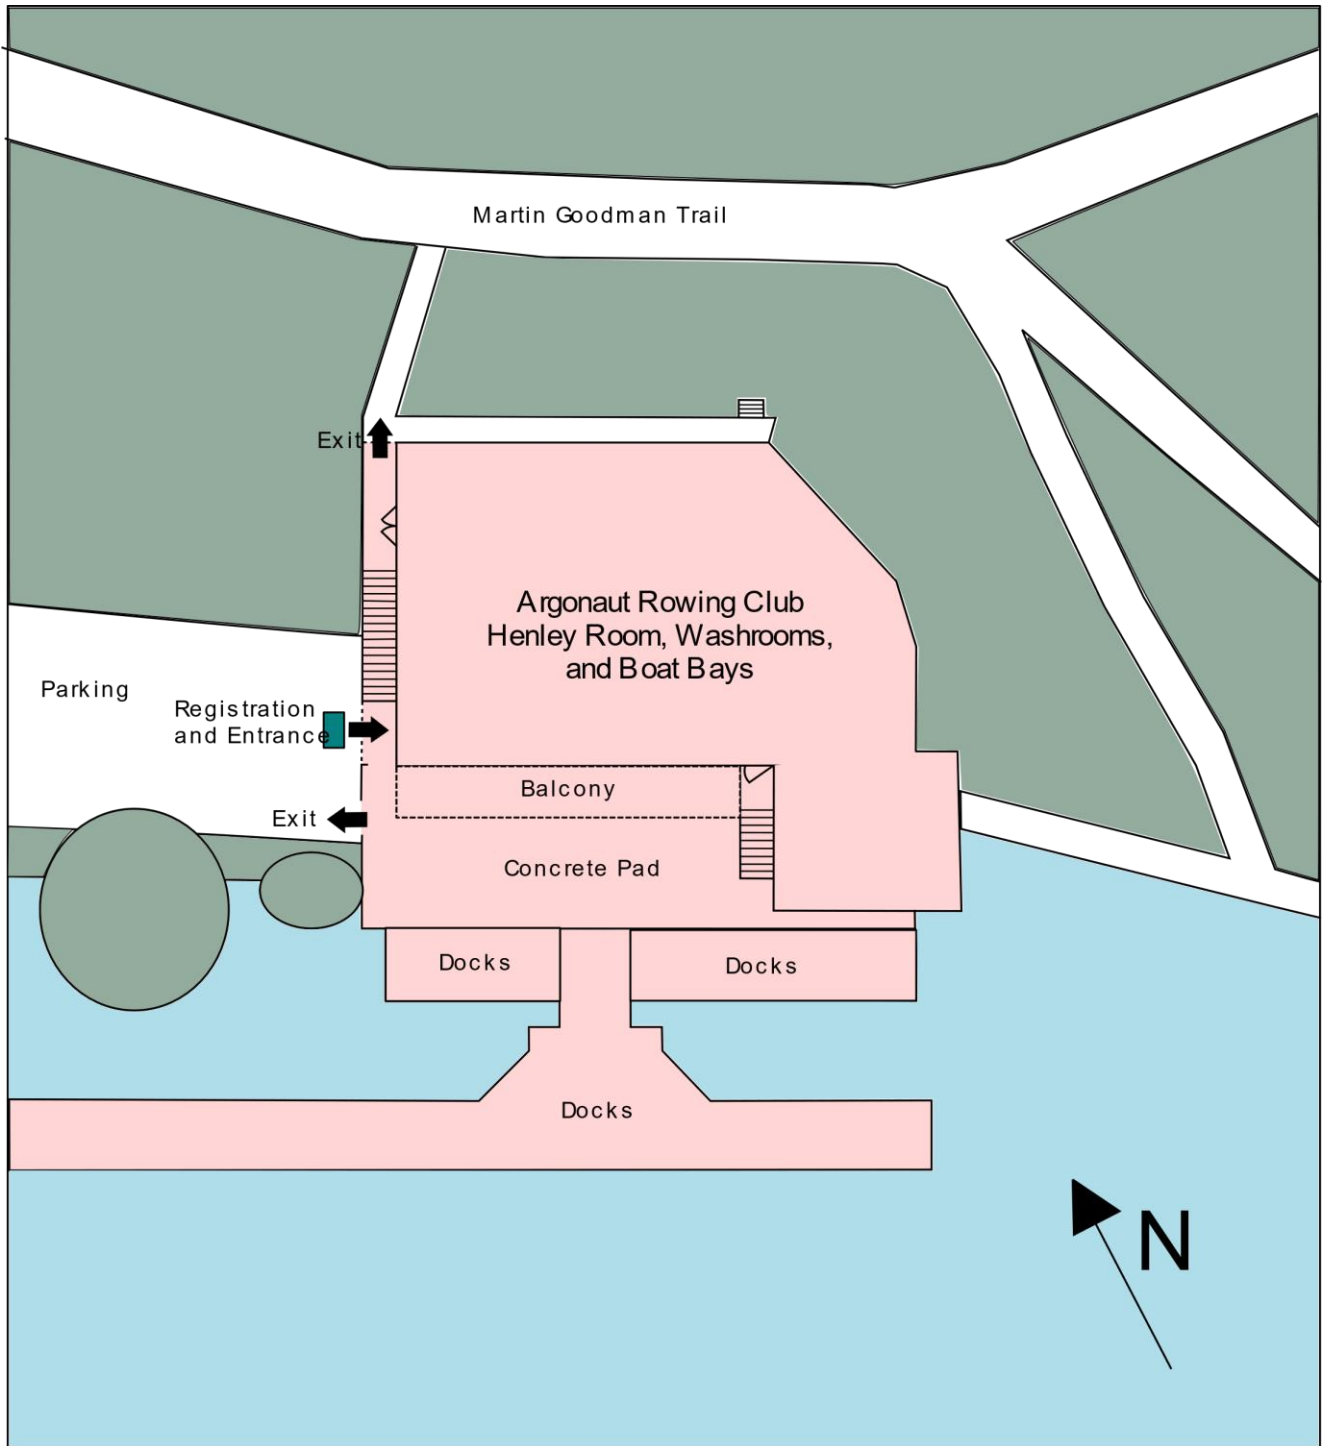 Martin Goodman Trail
Exit
Argonaut Rowing Club
Henley Room, Washrooms,
and Boat Bays
Parking
Registration
and Entrance
Balcony
Exit
Concrete Pad
Docks
Docks
Docks
N